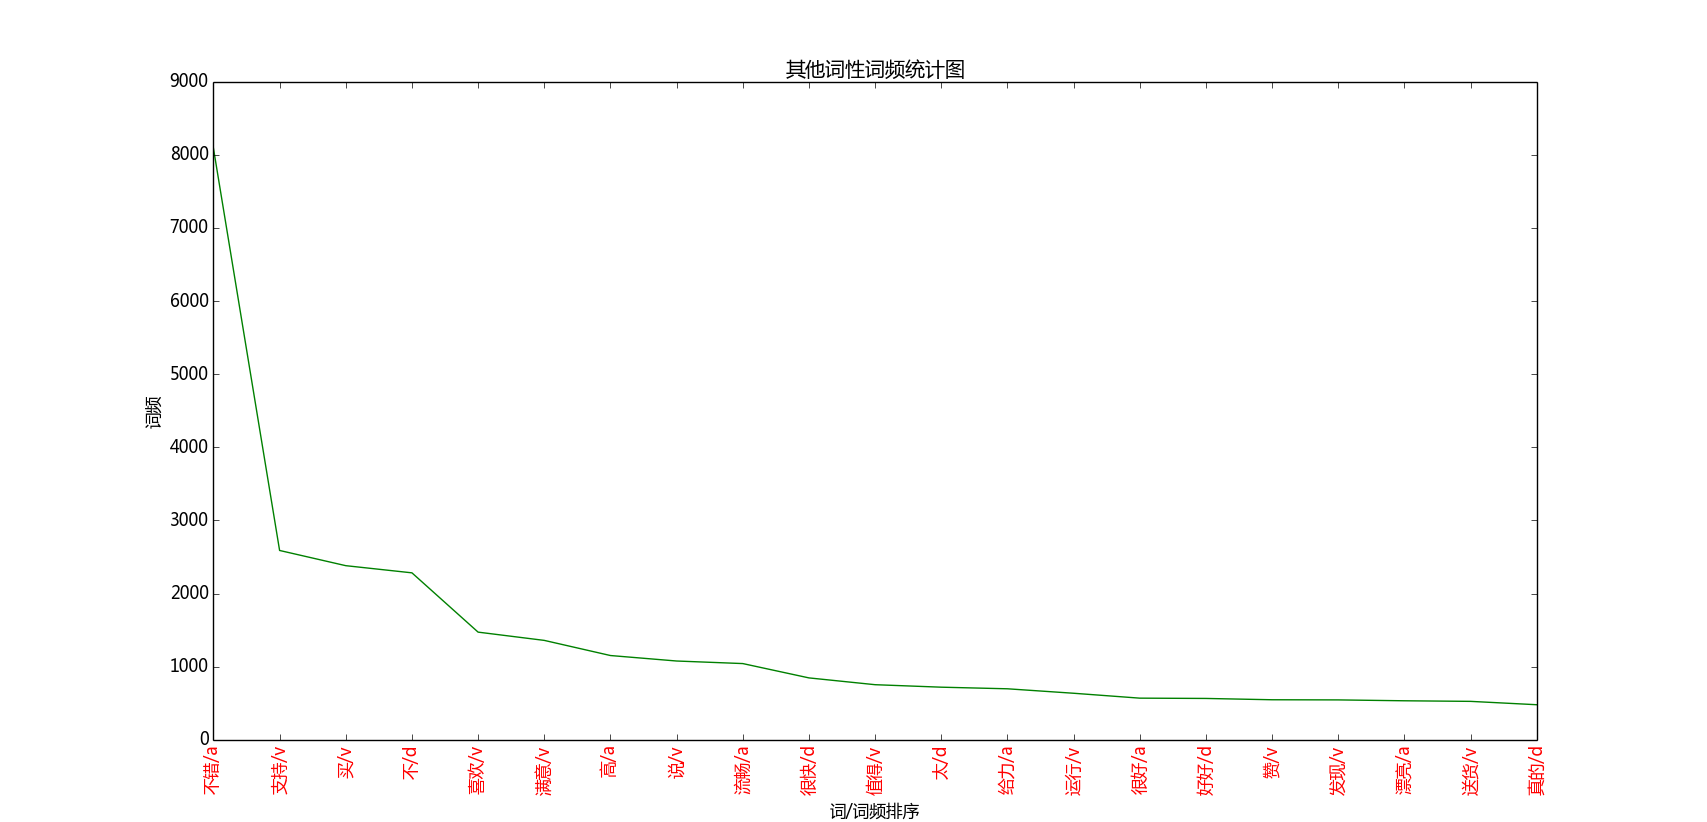 其他词性词频统计图
9000
8000
7000
6000
5000
4000
3000
2000
1000
0
词频
不错/a
支持/v
买/v
不/d
喜欢/v
满意/v
高/a
说/v
流畅/a
很快/d
值得/v
太/d
给力/a
运行/v
很好/a
好好/d
赞/v
发现/v
漂亮/a
送货/v
真的/d
词/词频排序